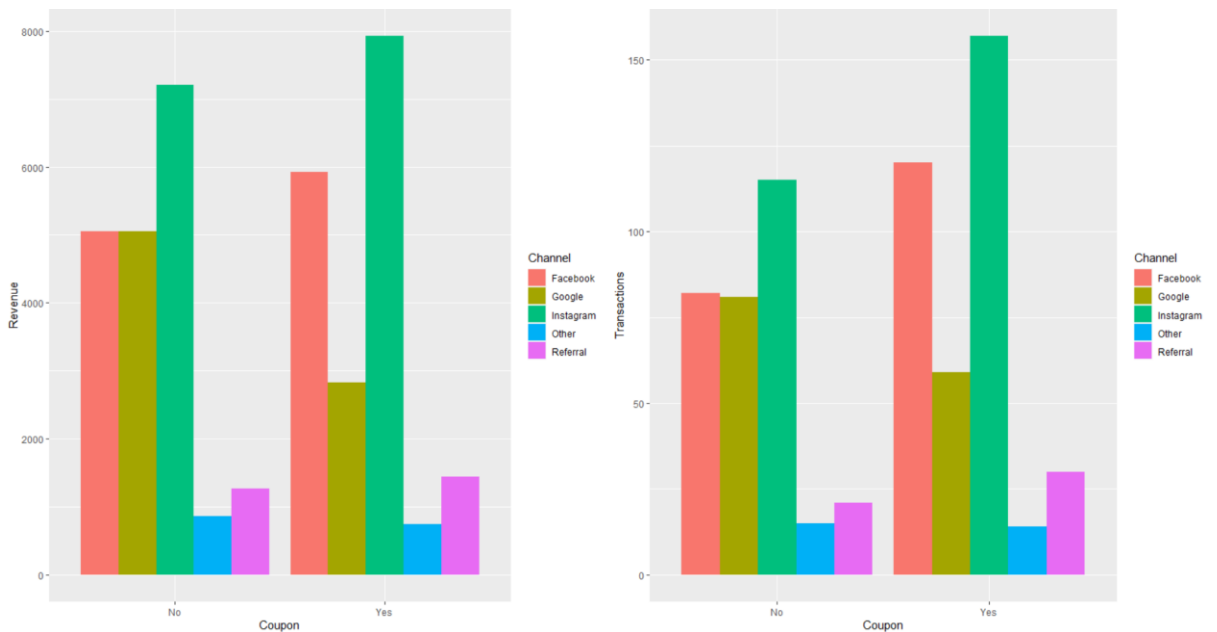 Revenue
8000
6000
4000
2000
0
No
Yes
Coupon
Channel
Facebook
Google
Instagram
Other
Referral
Transactions
150
100
50
0
No
Yes
Coupon
Channel
Facebook
Google
Instagram
Other
Referral